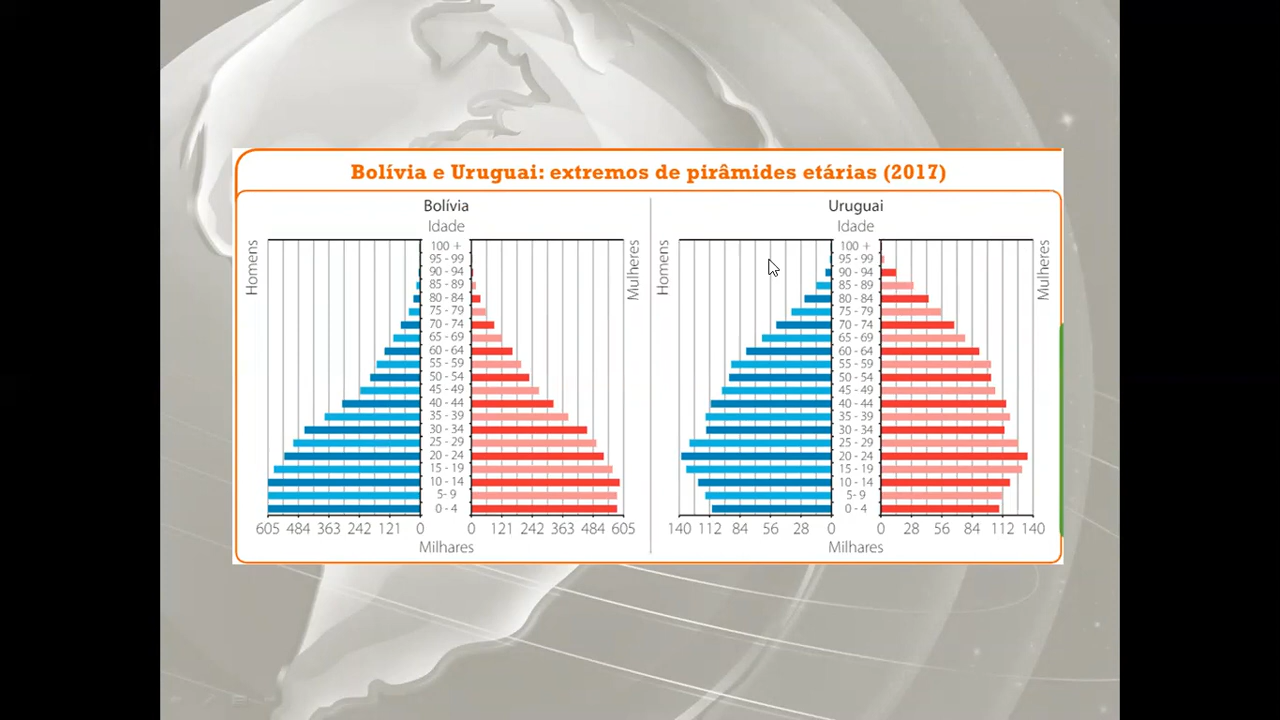 Bolívia e Uruguai: extremos de pirâmides etárias (2017)
Bolívia
Idade
Homens
Mulheres
100 +
95 - 99
90 - 94
85 - 89
80 - 84
75 - 79
70 - 74
65 - 69
60 - 64
55 - 59
50 - 54
45 - 49
40 - 44
35 - 39
30 - 34
25 - 29
20 - 24
15 - 19
10 - 14
5- 9
0 - 4
605 484 363 242 121 0 0 121 242 363 484 605
Milhares
Uruguai
Idade
Homens
Mulheres
100 +
95 - 99
90 - 94
85 - 89
80 - 84
75 - 79
70 - 74
65 - 69
60 - 64
55 - 59
50 - 54
45 - 49
40 - 44
35 - 39
30 - 34
25 - 29
20 - 24
15 - 19
10 - 14
5- 9
0 - 4
140 112 84 56 28 0 0 28 56 84 112 140
Milhares